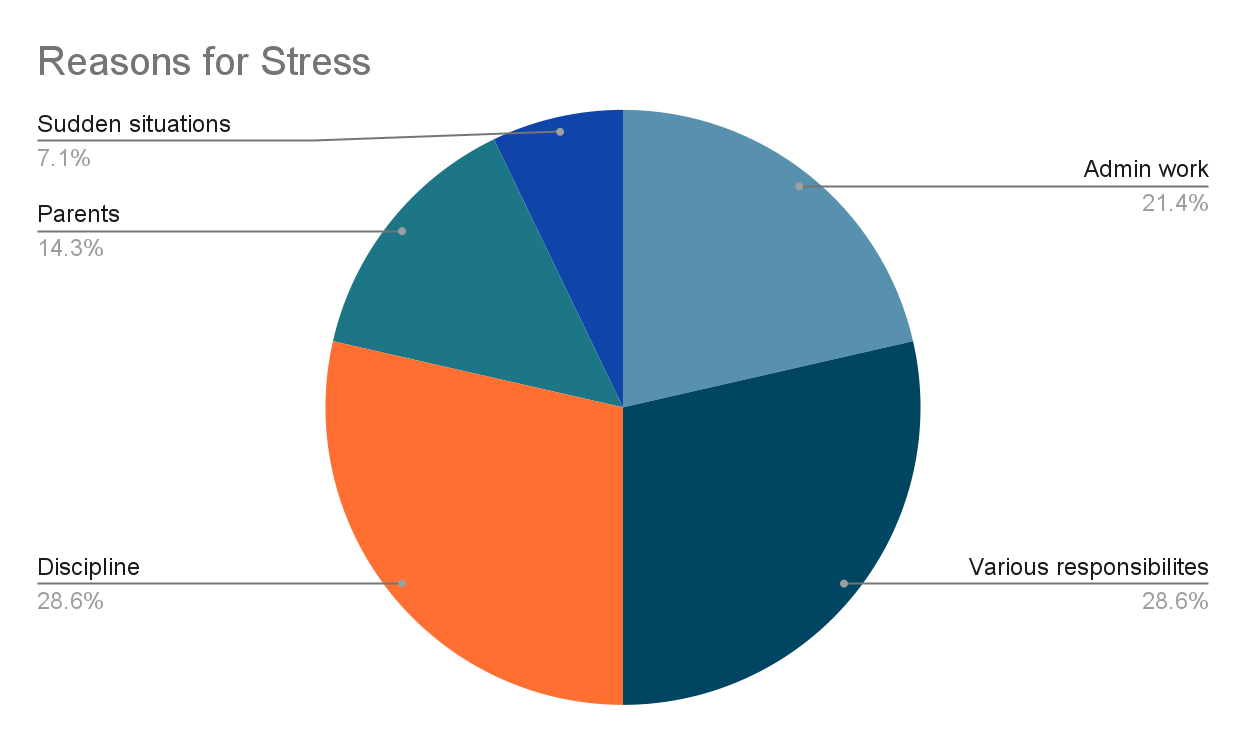 Reasons for Stress
Sudden situations
7.1%
Parents
14.3%
Discipline
28.6%
Admin work
21.4%
Various responsibilites
28.6%